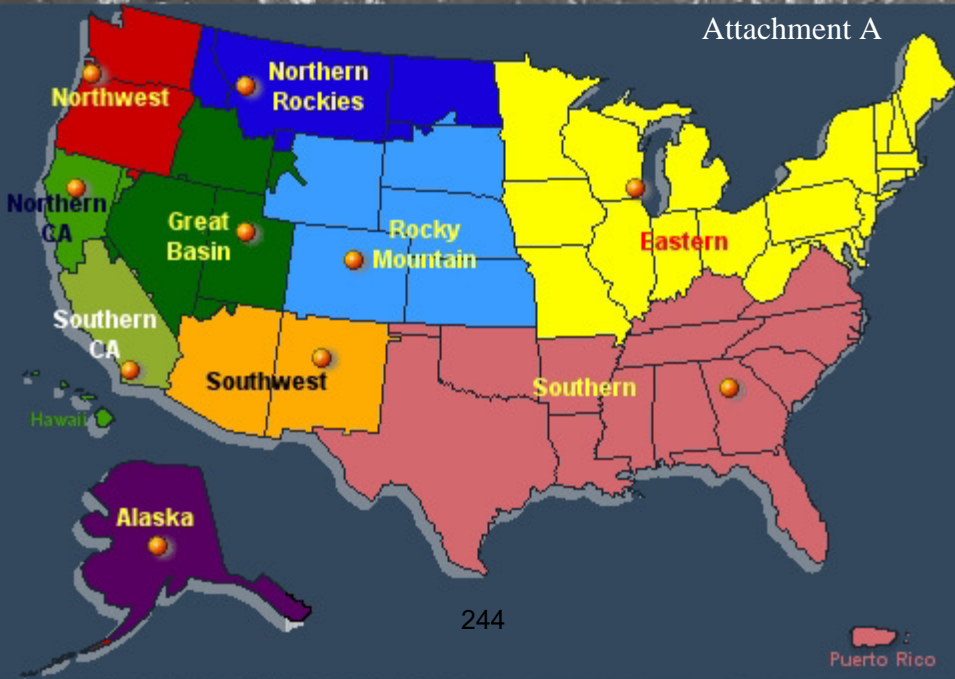 Attachment A
Northern
Rockies
Northwest
Northern
CA
Great
Basin
Rocky
Mountain
Eastern
Southern
CA
Southwest
Southern
Hawaii
Alaska
244
Puerto Rico